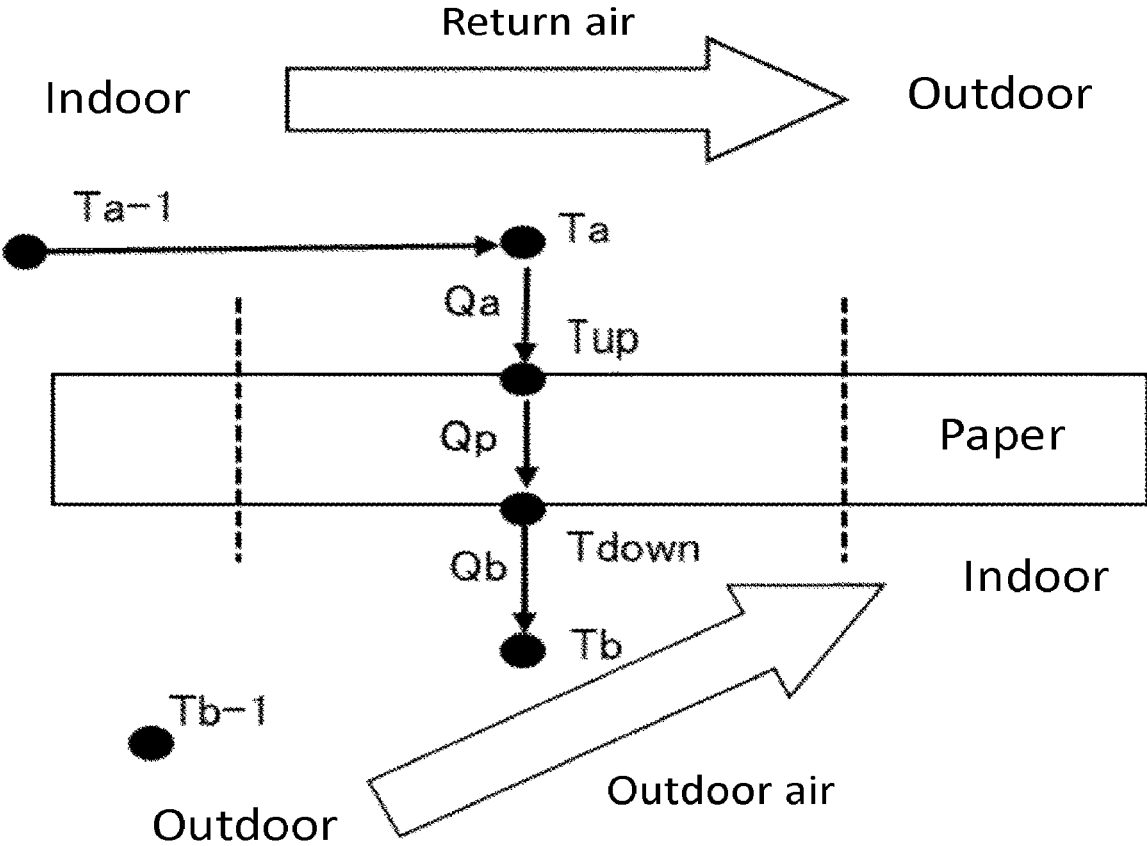 Return air
Indoor
Outdoor
Ta-1
Ta
Qa
Tup
Qp
Paper
Tdown
Qb
Indoor
Tb
Tb-1
Outdoor air
Outdoor